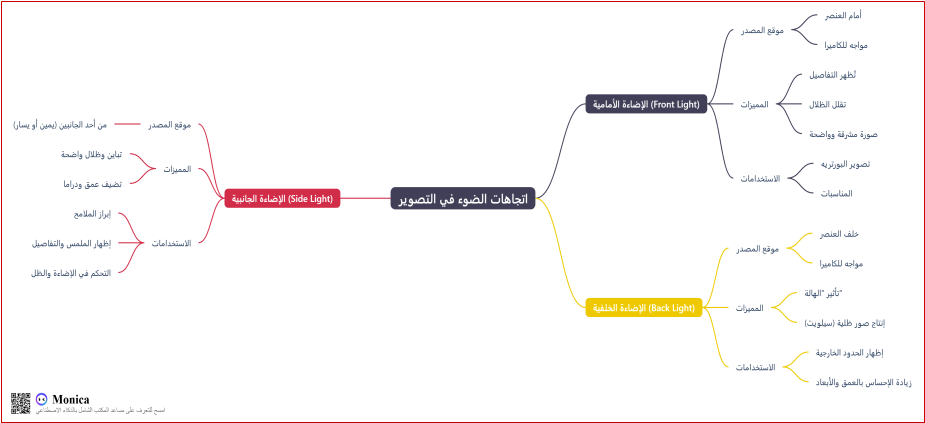 اتجاهات الضوء في التصوير
الإضاءة الأمامية (Front Light)
موقع المصدر
أمام العنصر
مواجه للكاميرا
المميزات
تُظهر التفاصيل
تقلل الظلال
صورة مشرقة وواضحة
الاستخدامات
تصوير البورتريه
المناسبات
الإضاءة الخلفية (Back Light)
موقع المصدر
خلف العنصر
مواجه للكاميرا
المميزات
تأثير "الهالة"
إنتاج صور ظلية (سيلويت)
الاستخدامات
إظهار الحدود الخارجية
زيادة الإحساس بالعمق والأبعاد
الإضاءة الجانبية (Side Light)
موقع المصدر
من أحد الجانبين (يمين أو يسار)
المميزات
تباين وظلال واضحة
تضيف عمق ودراما
الاستخدامات
إبراز الملامح
إظهار الملمس والتفاصيل
التحكم في الإضاءة والظل
Monica
امسح للتعرف على مساعد المكتب الشامل بالذكاء الاصطناعي